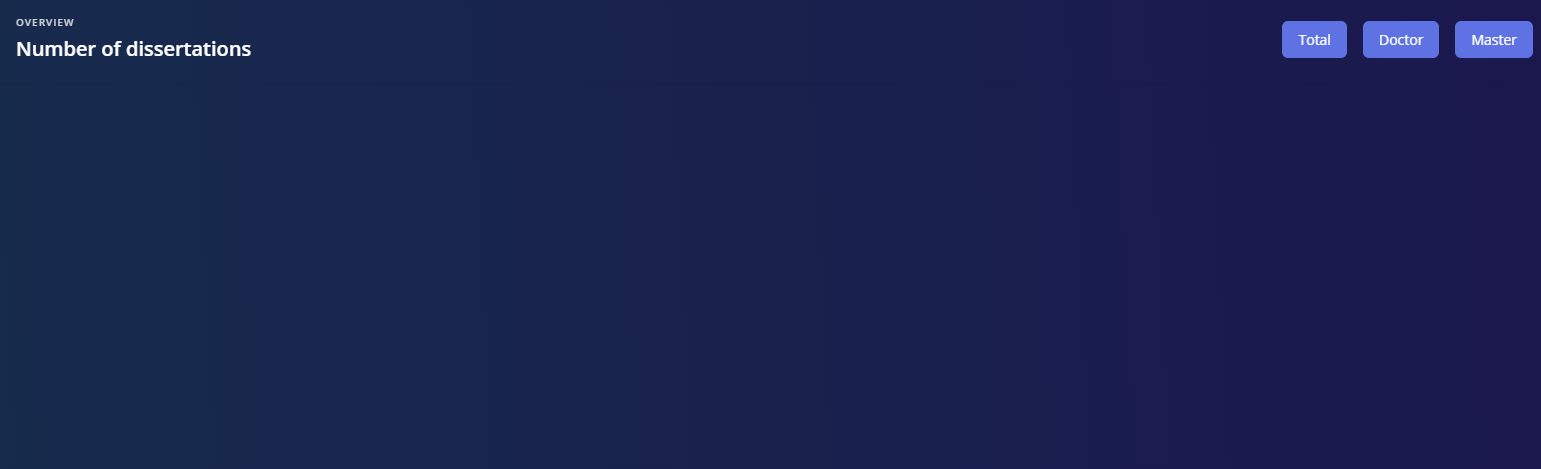 OVERVIEW
Number of dissertations
Total
Doctor
Master